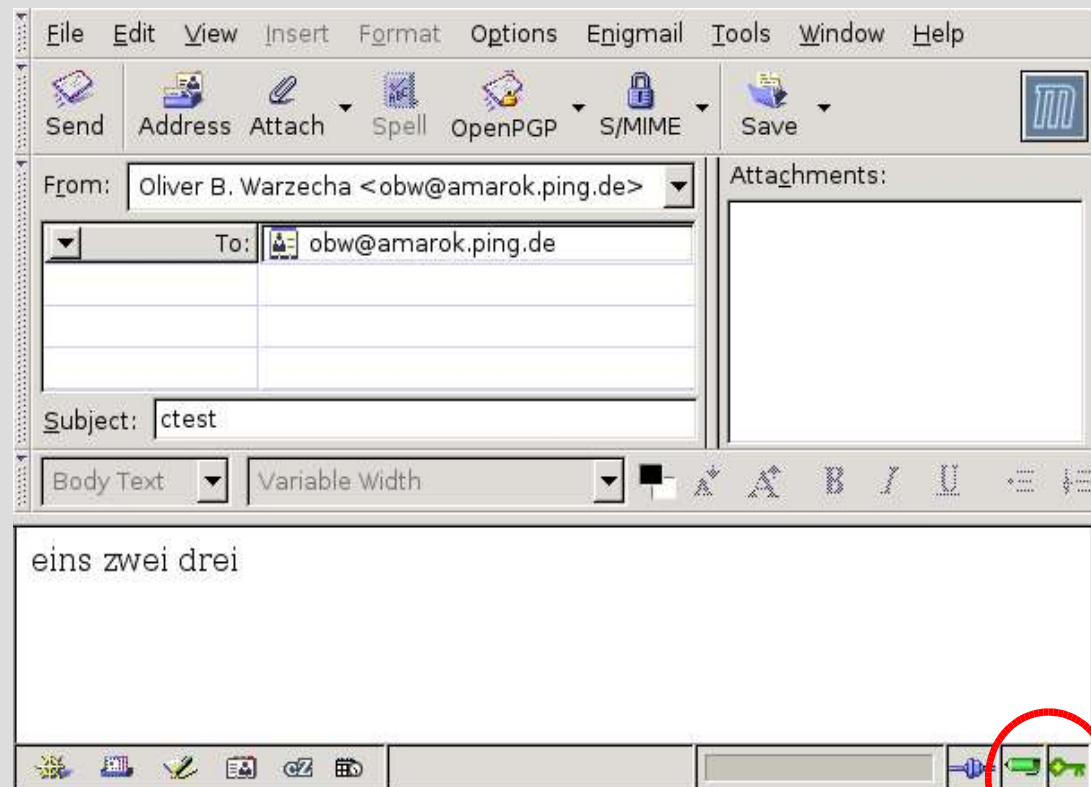 File Edit View Insert Format Options Enigmail Tools Window Help
Send Address Attach Spell OpenPGP S/MIME Save
From: Oliver B. Warzecha <obw@amarok.ping.de>
Attachments:
To: obw@amarok.ping.de
Subject: ctest
Body Text Variable Width
eins zwei drei